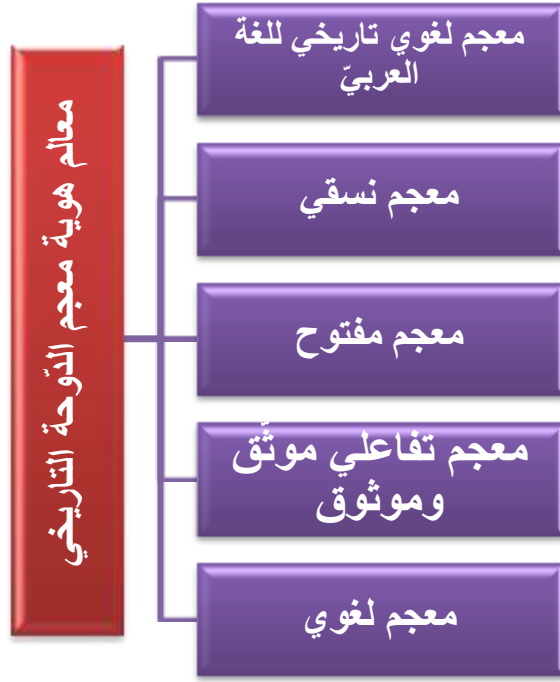 معالم هوية معجم الدّوحة التاريخي
معجم لغوي تاريخي للغة
العربيّ
معجم نسقي
معجم مفتوح
معجم تفاعلي موثّق
وموثوق
معجم لغوي